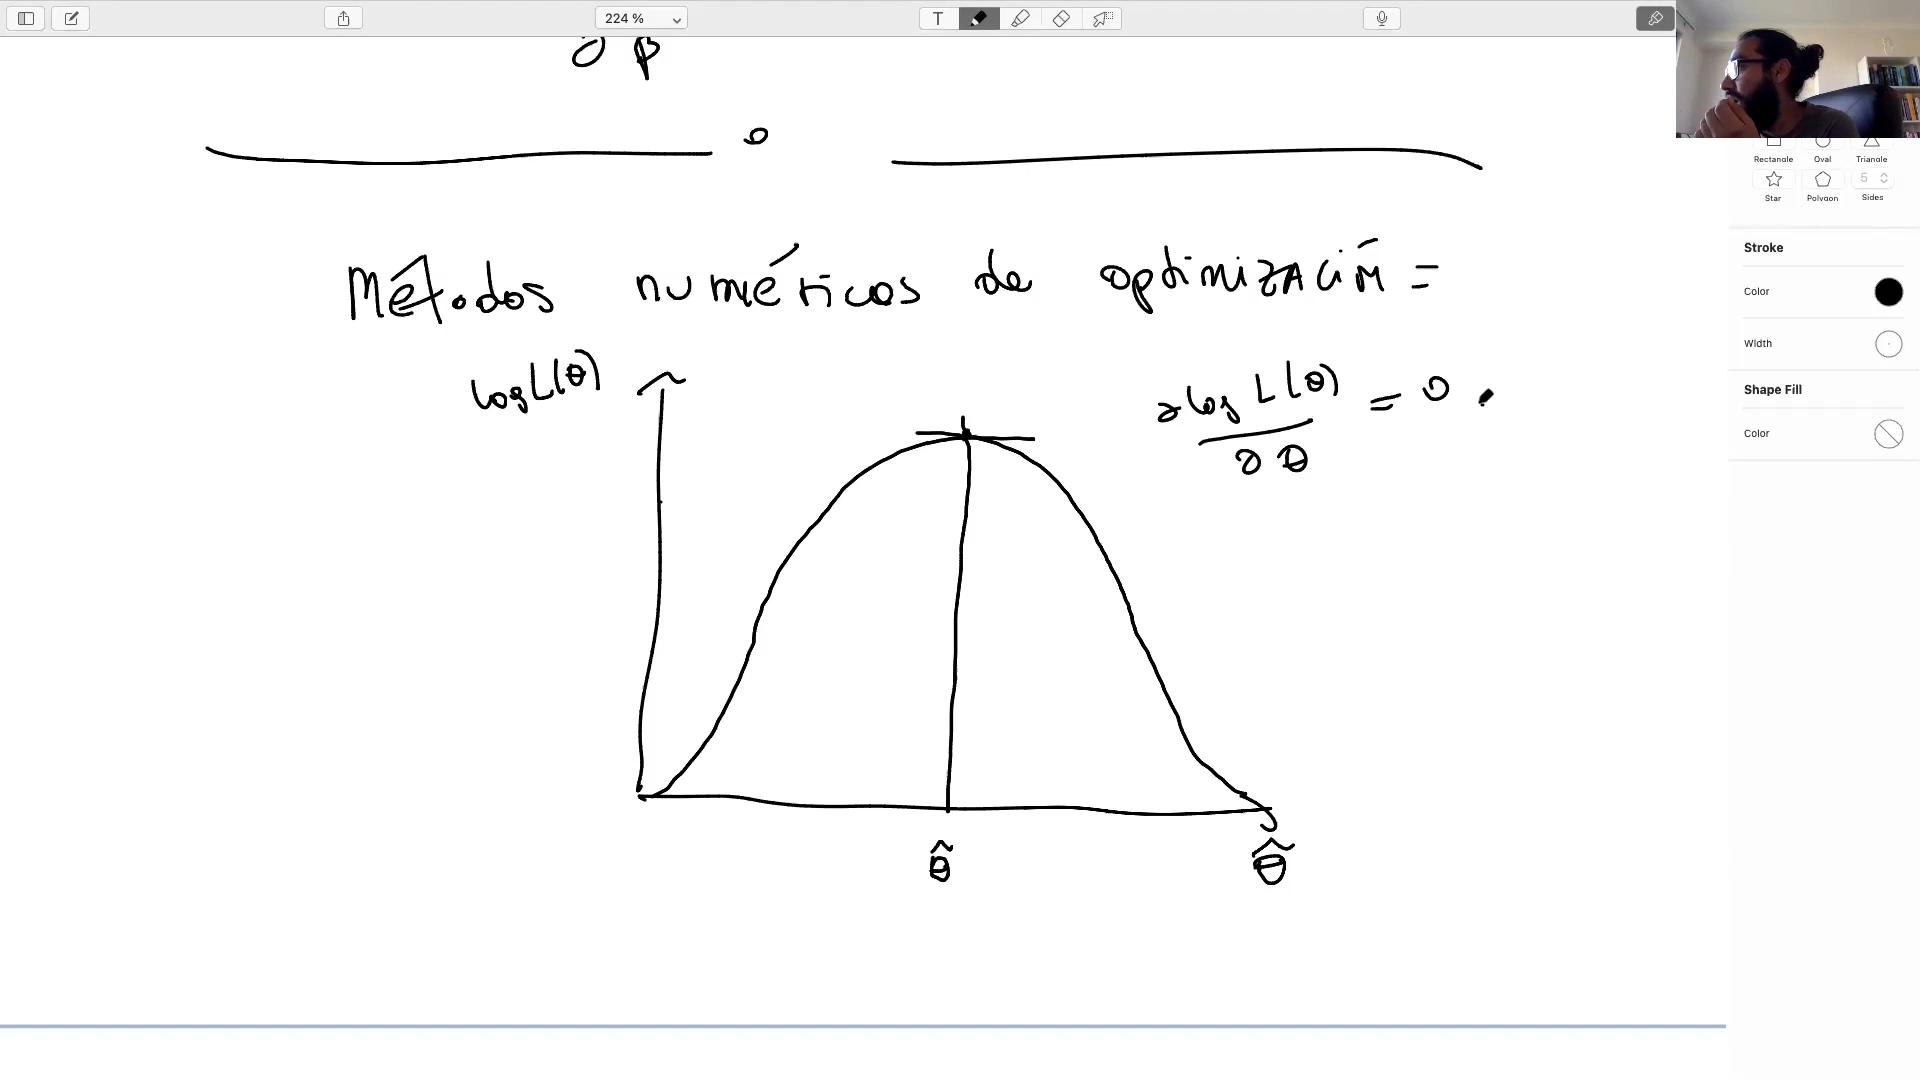 224 %
T
∂ β
Rectangle Oval Triangle
5
Star Polygon Sides
Métodos numéricos de optimización =
Stroke
Color
Width
Shape Fill
Color
log L(θ)
∂ log L(θ) = 0
∂ θ
θ̂
θ̂